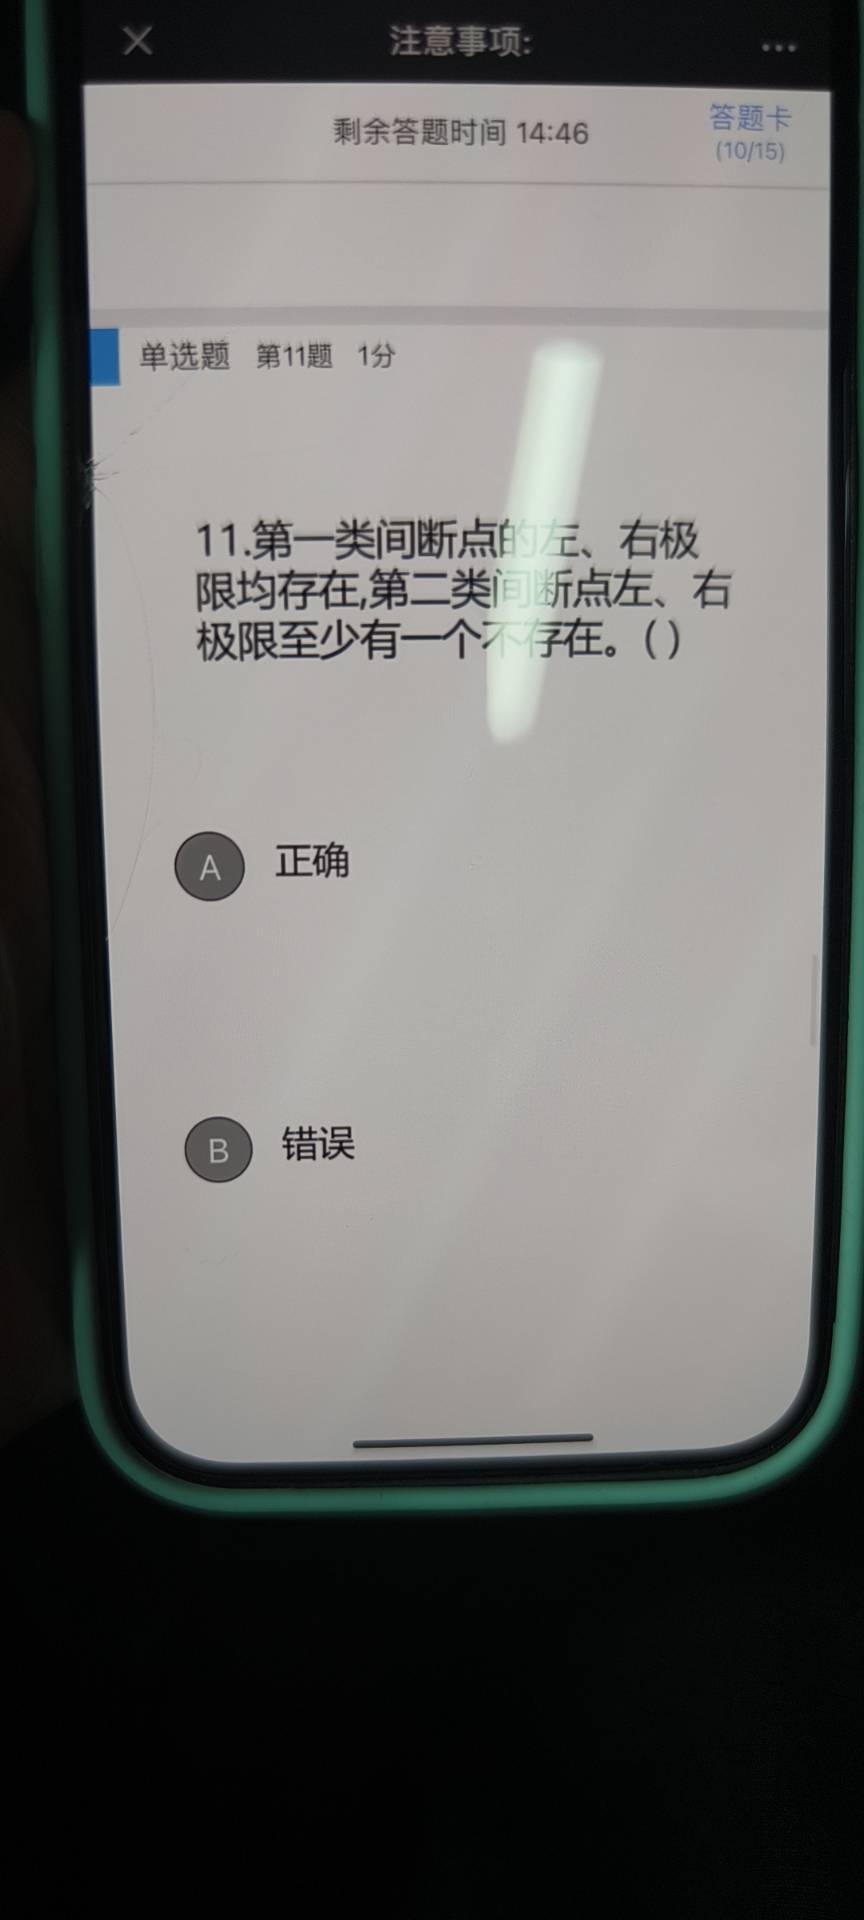 注意事项:
剩余答题时间 14:46
答题卡
(10/15)
单选题 第11题 1分
11.第一类间断点的左、右极
限均存在,第二类间断点左、右
极限至少有一个不存在。( )
A 正确
B 错误